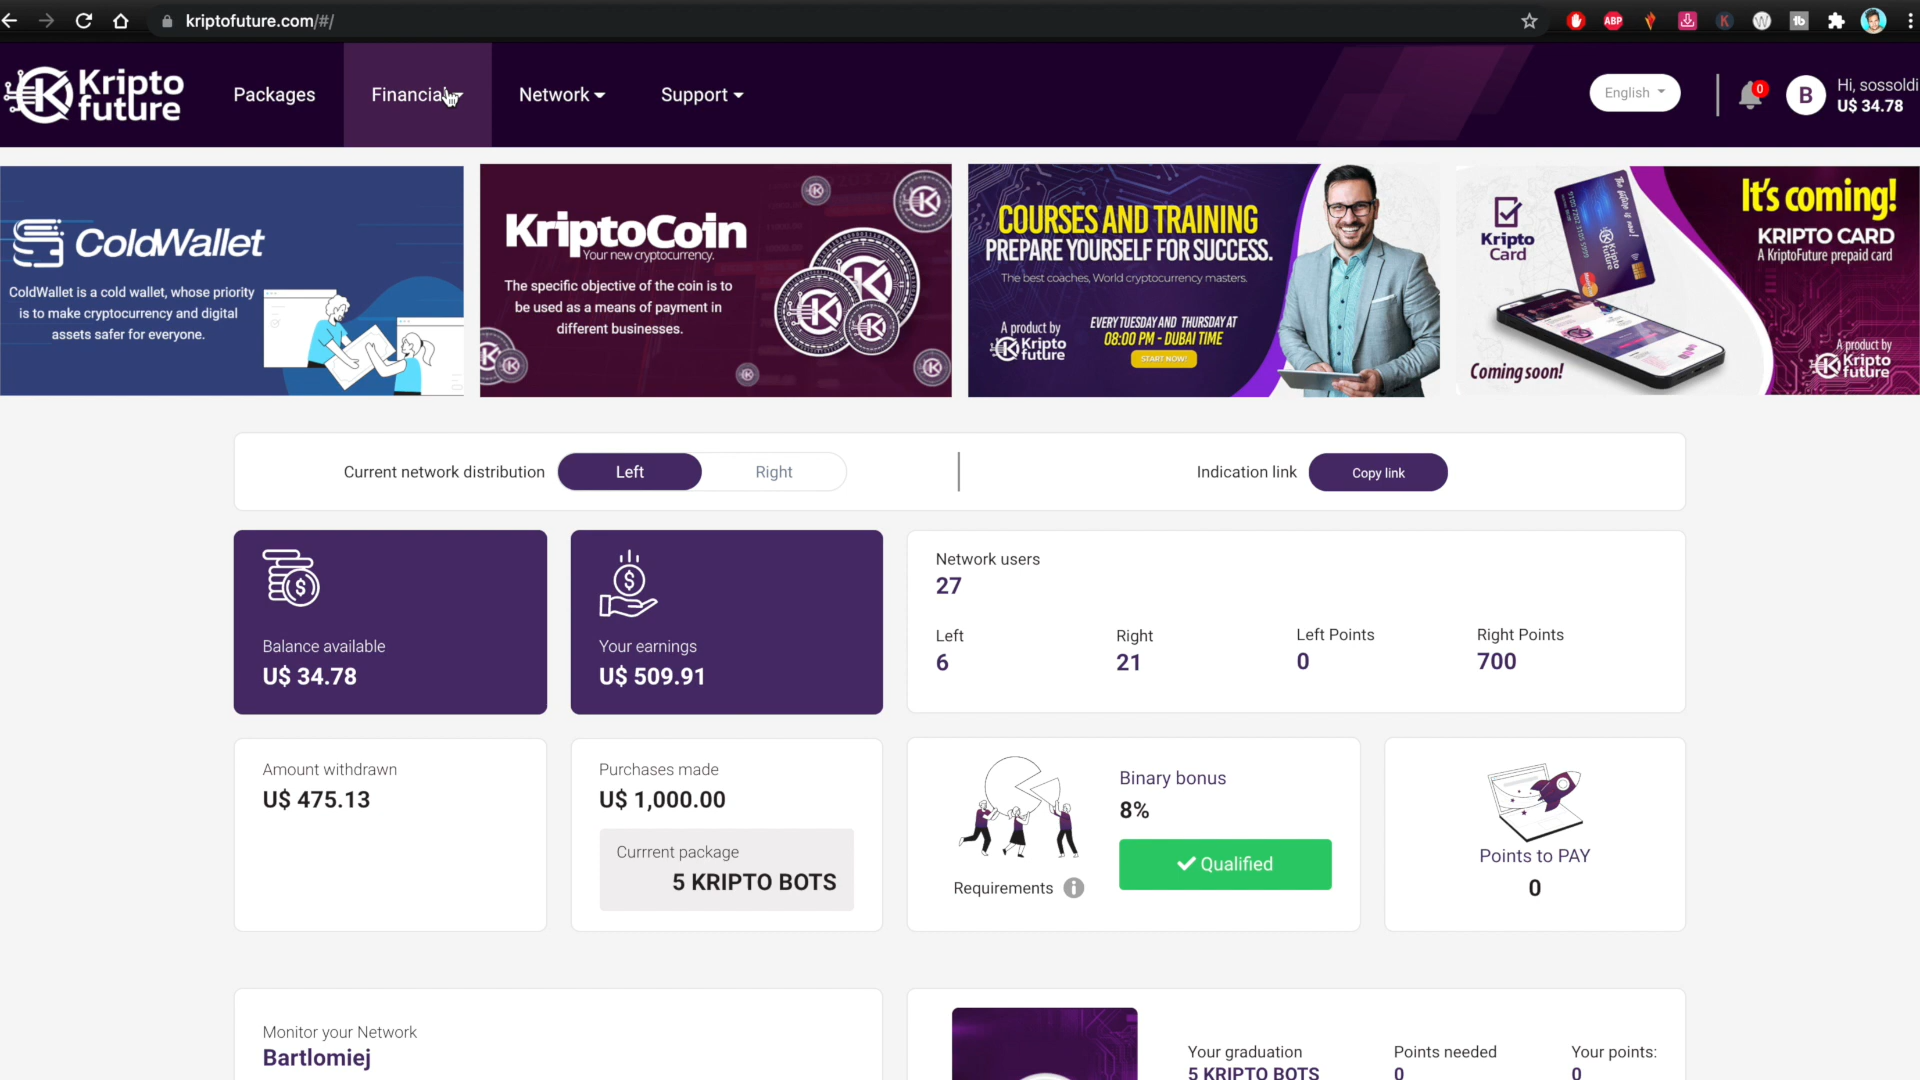 kriptofuture.com/#/
ABP
K
W
tb
Kripto
future
Packages
Financial
Network
Support
English
0
B
Hi, sossoldi
U$ 34.78
ColdWallet
ColdWallet is a cold wallet, whose priority
is to make cryptocurrency and digital
assets safer for everyone.
KriptoCoin
Your new cryptocurrency.
The specific objective of the coin is to
be used as a means of payment in
different businesses.
COURSES AND TRAINING
PREPARE YOURSELF FOR SUCCESS.
The best coaches, World cryptocurrency masters.
A product by
Kripto
future
EVERY TUESDAY AND THURSDAY AT
08:00 PM - DUBAI TIME
START NOW!
Kripto
Card
It's coming!
KRIPTO CARD
A KriptoFuture prepaid card
Coming soon!
A product by
Kripto
future
Current network distribution
Left
Right
Indication link
Copy link
Balance available
U$ 34.78
Your earnings
U$ 509.91
Network users
27
Left
Right
Left Points
Right Points
6
21
0
700
Amount withdrawn
U$ 475.13
Purchases made
U$ 1,000.00
Currrent package
5 KRIPTO BOTS
Requirements
Binary bonus
8%
Qualified
Points to PAY
0
Monitor your Network
Bartlomiej
Your graduation
5 KRIPTO BOTS
Points needed
0
Your points:
0